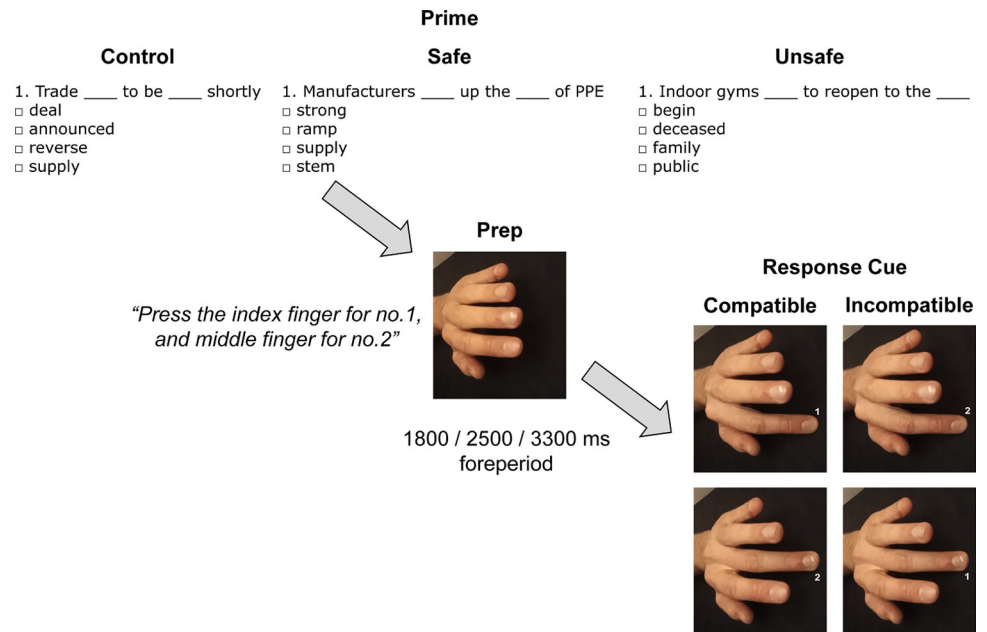 Prime
Control
1. Trade ____ to be ____ shortly
□ deal
□ announced
□ reverse
□ supply
Safe
1. Manufacturers ____ up the ____ of PPE
□ strong
□ ramp
□ supply
□ stem
Unsafe
1. Indoor gyms ____ to reopen to the ____
□ begin
□ deceased
□ family
□ public
Prep
“Press the index finger for no.1,
and middle finger for no.2”
1800 / 2500 / 3300 ms
foreperiod
Response Cue
Compatible
Incompatible
1
2
2
1